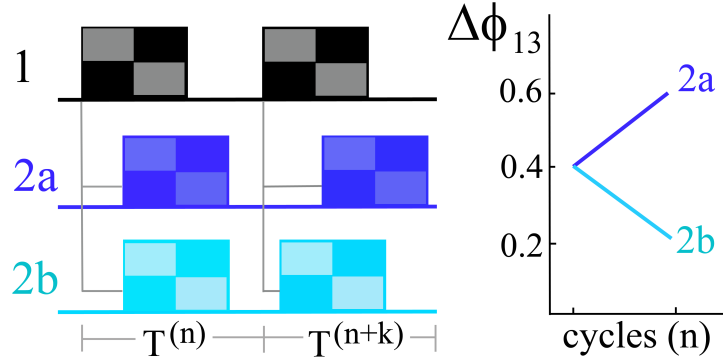 1
2a
2b
T(n)
T(n+k)
Δϕ13
0.6
0.4
0.2
2a
2b
cycles (n)